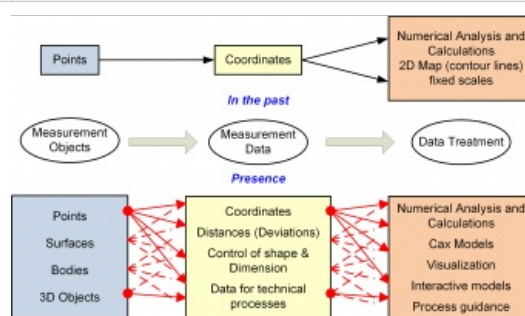 Points
Coordinates
Numerical Analysis and
Calculations
2D Map (contour lines)
fixed scales
In the past
Measurement
Objects
Measurement
Data
Data Treatment
Presence
Points
Surfaces
Bodies
3D Objects
Coordinates
Distances (Deviations)
Control of shape &
Dimension
Data for technical
processes
Numerical Analysis and
Calculations
Cax Models
Visualization
Interactive models
Process guidance